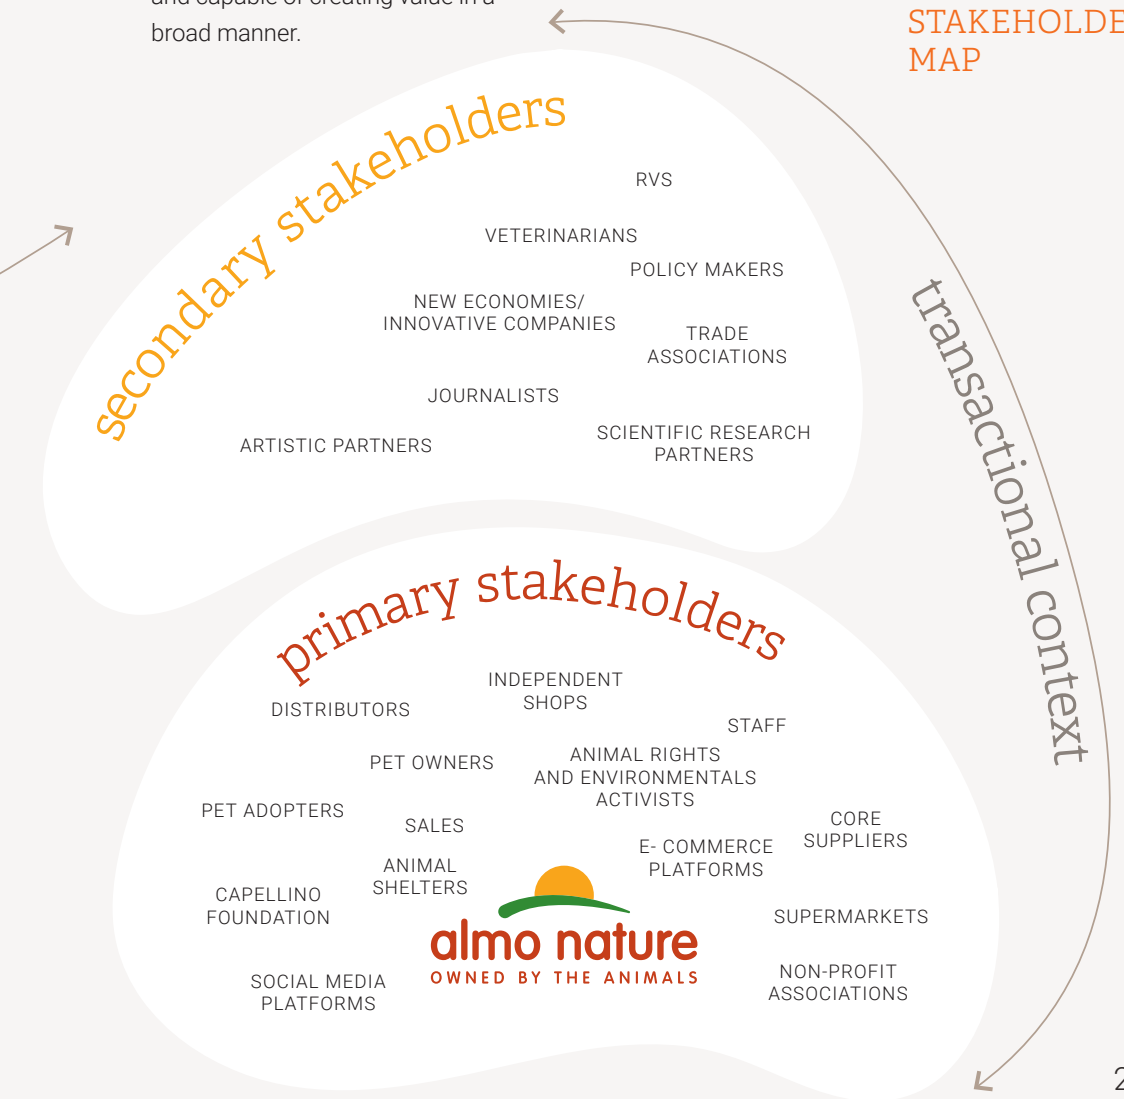 broad manner.
MAP
secondary stakeholders
RVS
VETERINARIANS
POLICY MAKERS
NEW ECONOMIES/
INNOVATIVE COMPANIES
TRADE
ASSOCIATIONS
JOURNALISTS
ARTISTIC PARTNERS
SCIENTIFIC RESEARCH
PARTNERS
transactional context
primary stakeholders
INDEPENDENT
SHOPS
DISTRIBUTORS
STAFF
PET OWNERS
ANIMAL RIGHTS
AND ENVIRONMENTALS
ACTIVISTS
PET ADOPTERS
SALES
CORE
SUPPLIERS
E- COMMERCE
PLATFORMS
ANIMAL
SHELTERS
CAPELLINO
FOUNDATION
SUPERMARKETS
almo nature
OWNED BY THE ANIMALS
SOCIAL MEDIA
PLATFORMS
NON-PROFIT
ASSOCIATIONS